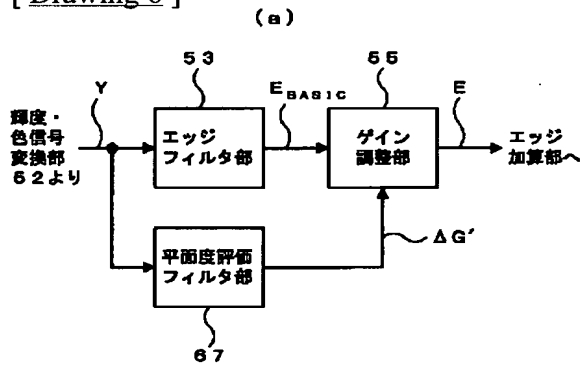 [ Drawing ]
(a)
53
55
Y
E BASIC
E
輝度・
色信号
変換部
52より
エッジ
フィルタ部
ゲイン
調整部
エッジ
加算部へ
平面度評価
フィルタ部
ΔG′
67